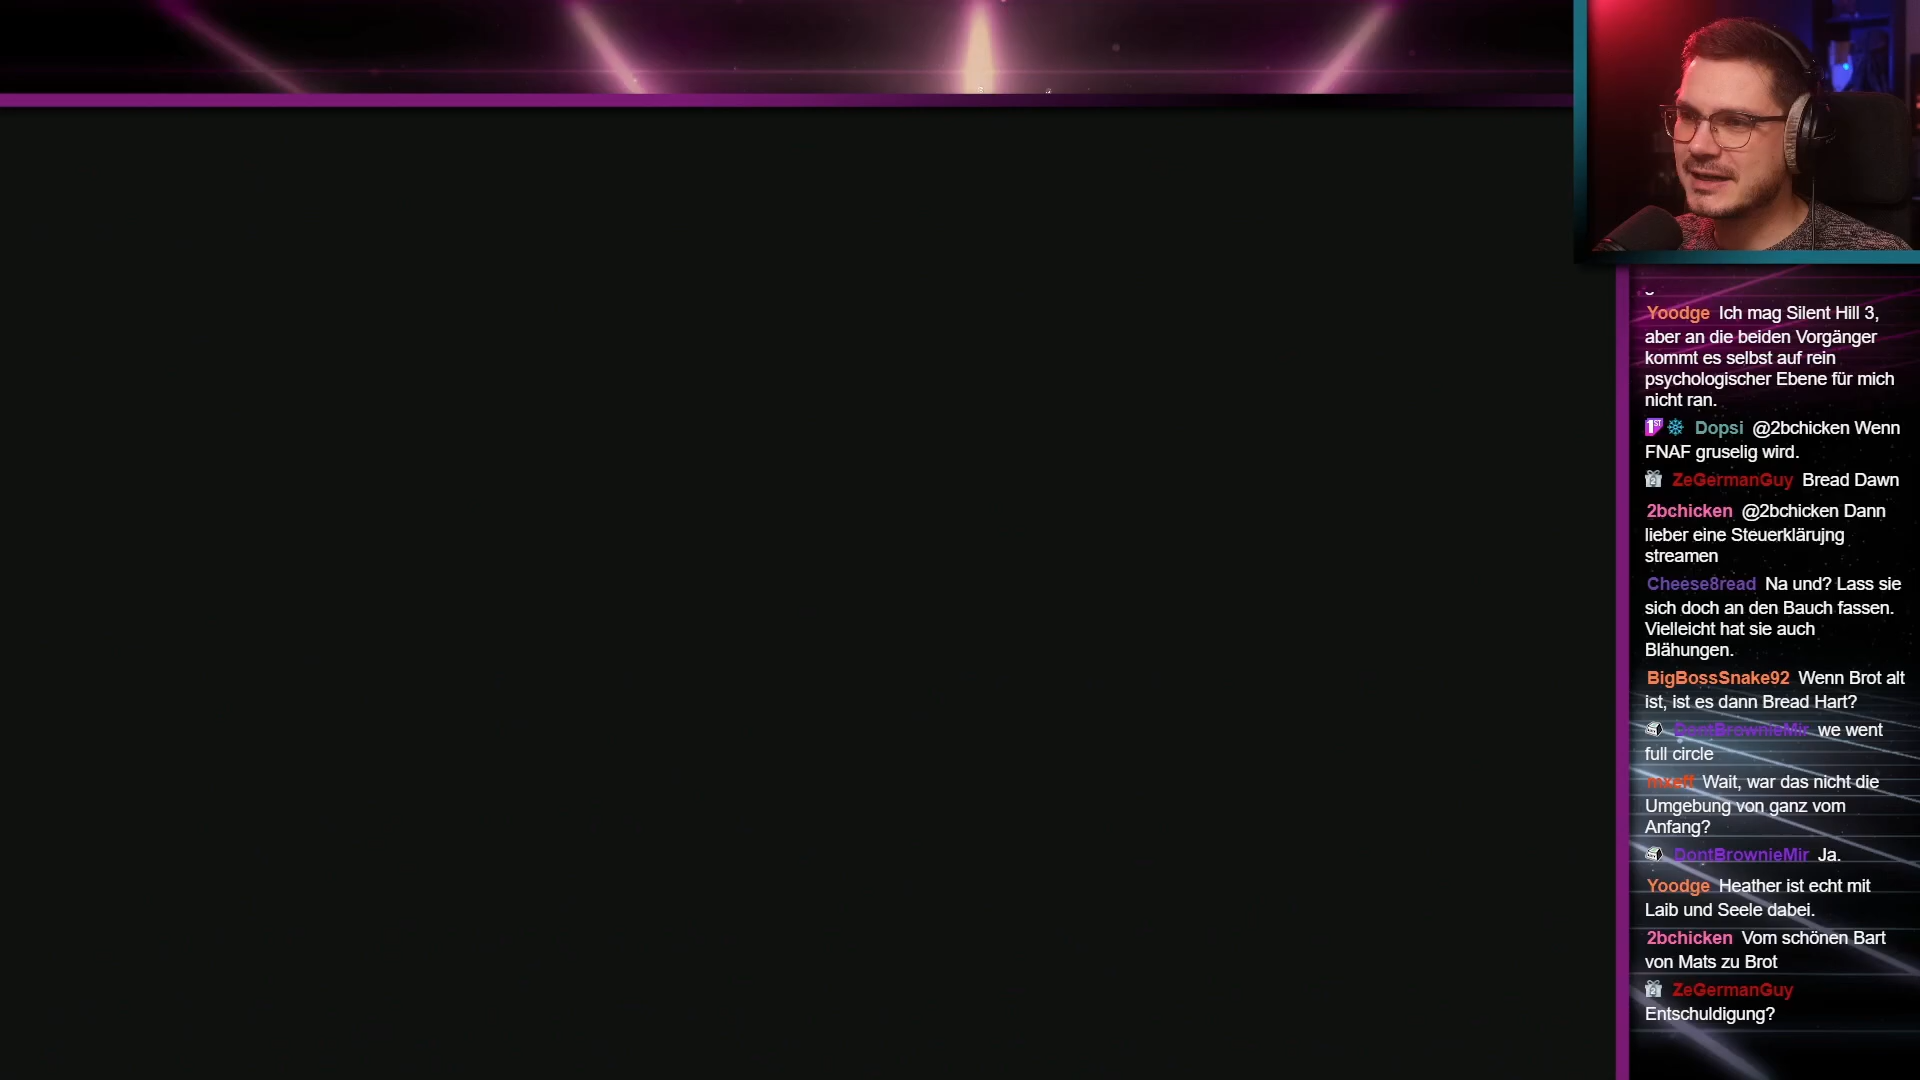 Yoodge Ich mag Silent Hill 3,
aber an die beiden Vorgänger
kommt es selbst auf rein
psychologischer Ebene für mich
nicht ran.
1ST Dopsi @2bchicken Wenn
FNAF gruselig wird.
ZeGermanGuy Bread Dawn
2bchicken @2bchicken Dann
lieber eine Steuerklärujng
streamen
Cheese8read Na und? Lass sie
sich doch an den Bauch fassen.
Vielleicht hat sie auch
Blähungen.
BigBossSnake92 Wenn Brot alt
ist, ist es dann Bread Hart?
DontBrownieMir we went
full circle
mxeff Wait, war das nicht die
Umgebung von ganz vom
Anfang?
DontBrownieMir Ja.
Yoodge Heather ist echt mit
Laib und Seele dabei.
2bchicken Vom schönen Bart
von Mats zu Brot
ZeGermanGuy
Entschuldigung?